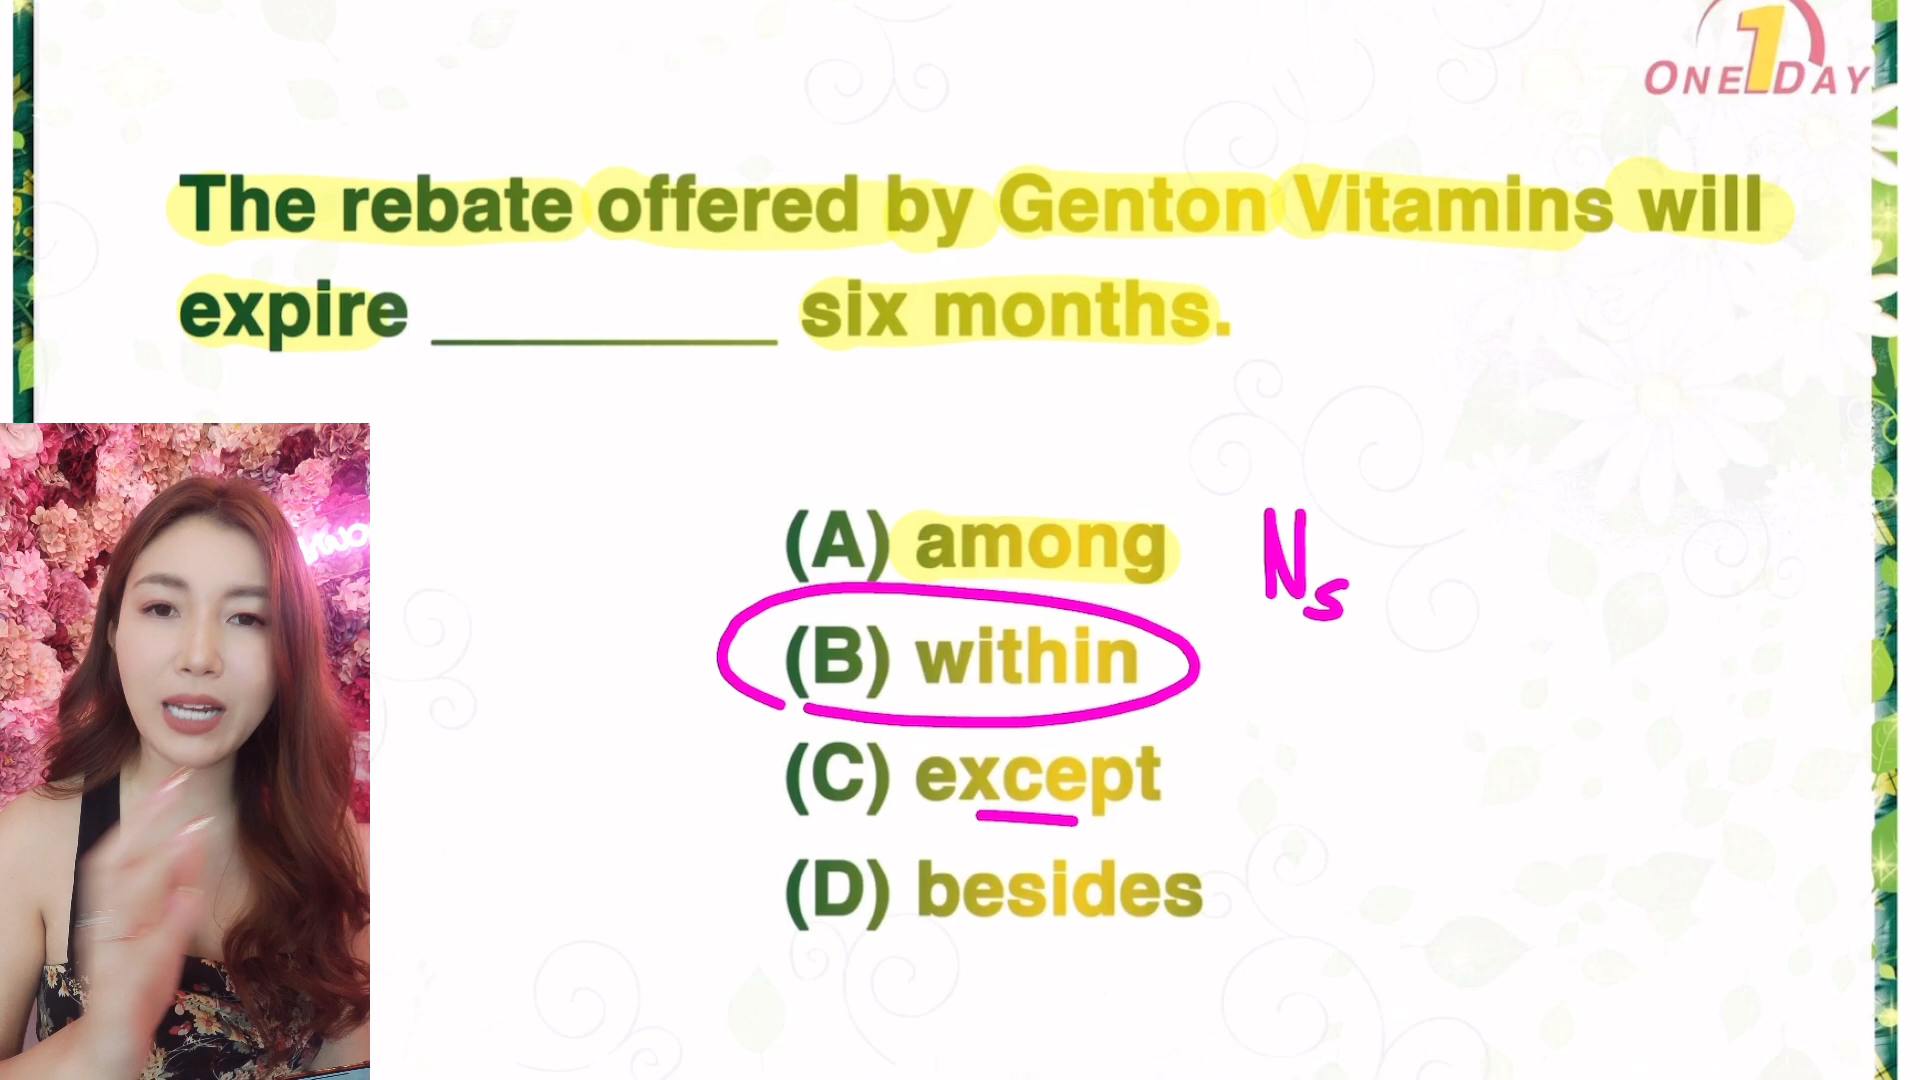 ONE 1 DAY
The rebate offered by Genton Vitamins will
expire __________ six months.
(A) among
Ns
(B) within
(C) except
(D) besides